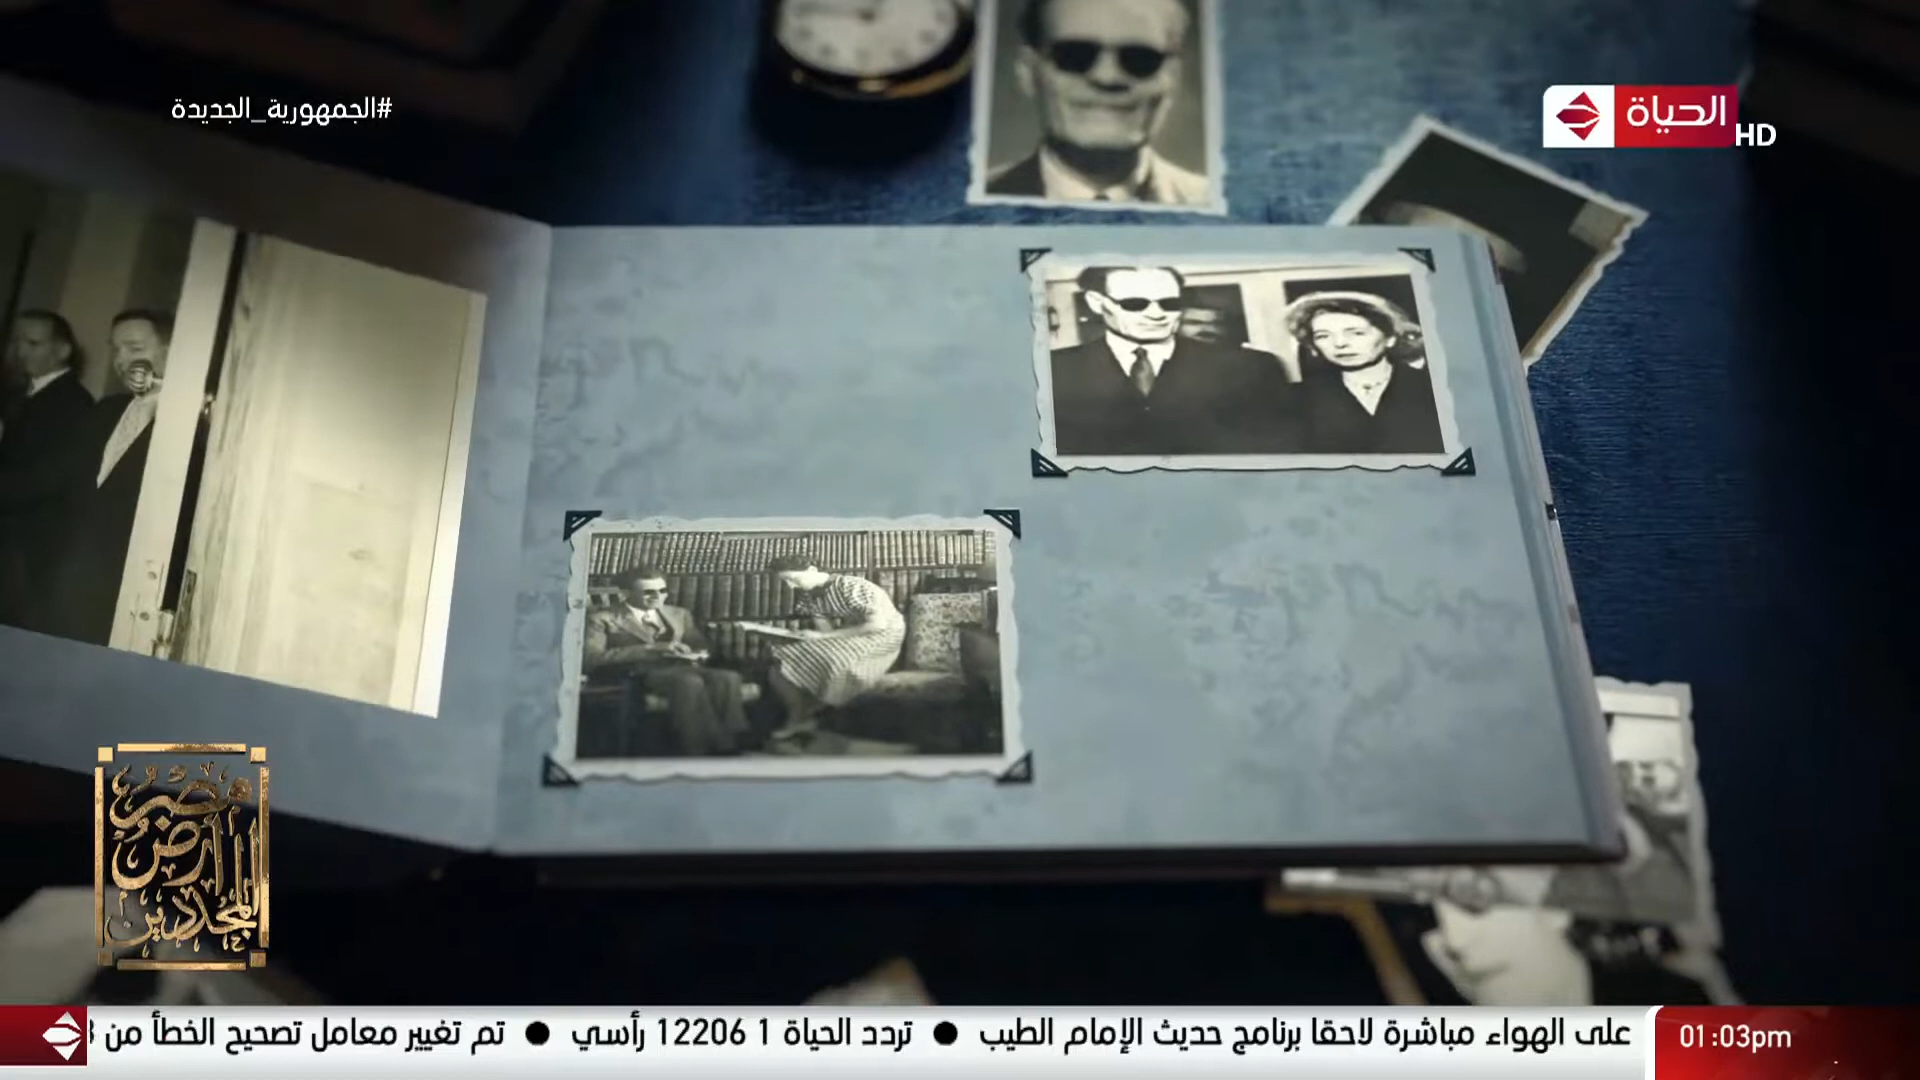 #الجمهورية_الجديدة
الحياة
HD
مصر
أرض
المجددين
على الهواء مباشرة لاحقا برنامج حديث الإمام الطيب ● تردد الحياة 1 12206 رأسي ● تم تغيير معامل تصحيح الخطأ من
01:03pm